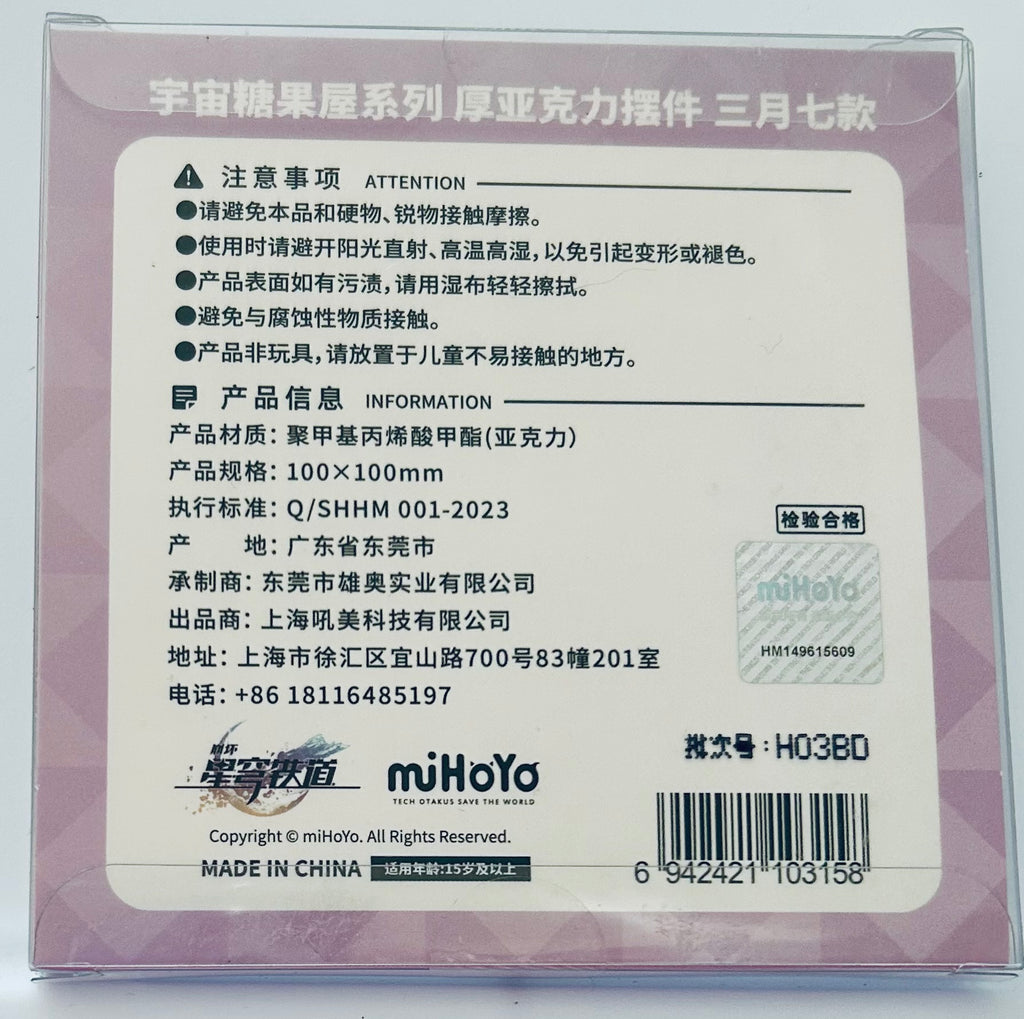 宇宙糖果屋系列 厚亚克力摆件 三月七款
注意事项 ATTENTION
●请避免本品和硬物、锐物接触摩擦。
●使用时请避开阳光直射、高温高湿，以免引起变形或褪色。
●产品表面如有污渍，请用湿布轻轻擦拭。
●避免与腐蚀性物质接触。
●产品非玩具，请放置于儿童不易接触的地方。
产品信息 INFORMATION
产品材质：聚甲基丙烯酸甲酯(亚克力)
产品规格：100×100mm
执行标准：Q/SHHM 001-2023
产 地：广东省东莞市
承制商：东莞市雄奥实业有限公司
出品商：上海吼美科技有限公司
地址：上海市徐汇区宜山路700号83幢201室
电话：+86 18116485197
检验合格
miHoYo
HM149615609
批次号：H03BD
崩坏
星穹铁道
miHoYo
TECH OTAKUS SAVE THE WORLD
Copyright © miHoYo. All Rights Reserved.
MADE IN CHINA 适用年龄:15岁及以上
6 942421 103158